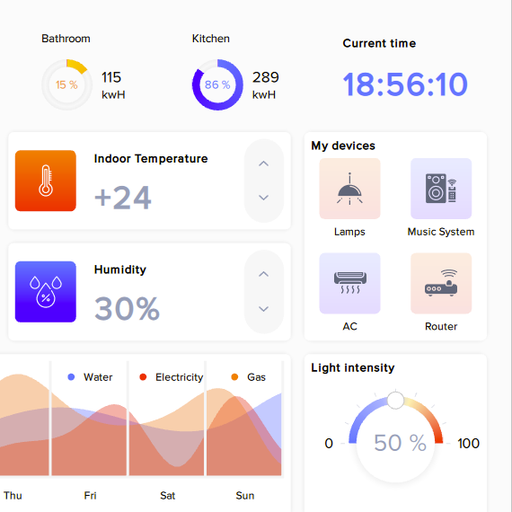 Bathroom
15 %
115
kwH
Kitchen
86 %
289
kwH
Current time
18:56:10
Indoor Temperature
+24
Humidity
%
30%
My devices
Lamps
Music System
AC
Router
Water
Electricity
Gas
Thu
Fri
Sat
Sun
Light intensity
0
50 %
100